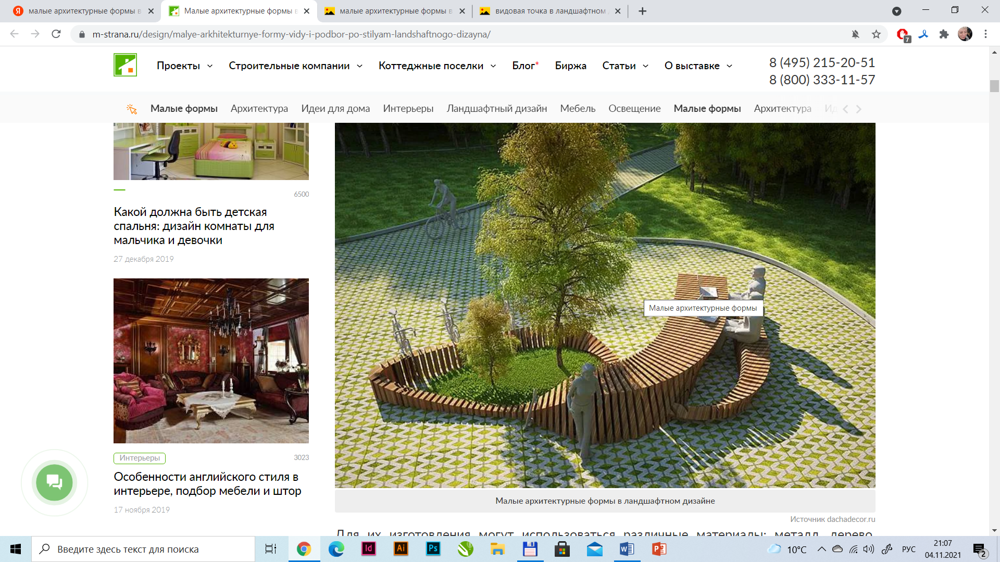 малые архитектурные формы в
Малые архитектурные формы в
малые архитектурные формы в
видовая точка в ландшафтном
m-strana.ru/design/malye-arkhitekturnye-formy-vidy-i-podbor-po-stilyam-landshaftnogo-dizayna/
7
Проекты
Строительные компании
Коттеджные поселки
Блог*
Биржа
Статьи
О выставке
8 (495) 215-20-51
8 (800) 333-11-57
Малые формы
Архитектура
Идеи для дома
Интерьеры
Ландшафтный дизайн
Мебель
Освещение
Малые формы
Архитектура
Ид
6500
Какой должна быть детская
спальня: дизайн комнаты для
мальчика и девочки
27 декабря 2019
Интерьеры
3023
Особенности английского стиля в
интерьере, подбор мебели и штор
17 ноября 2019
Малые архитектурные формы
Малые архитектурные формы в ландшафтном дизайне
Источник dachadecor.ru
Для их изготовления могут использоваться различные материалы: металл, дерево,
Введите здесь текст для поиска
Id
Ai
Ps
10°C
РУС
21:07
04.11.2021
2